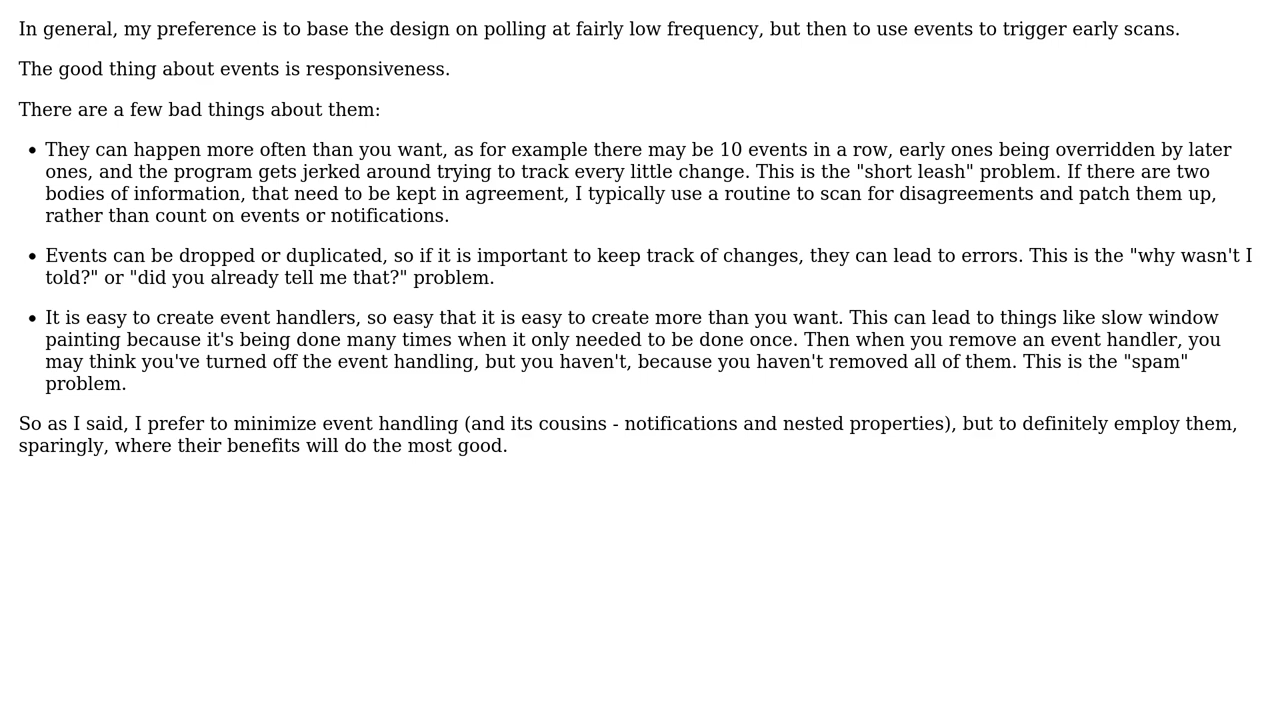 In general, my preference is to base the design on polling at fairly low frequency, but then to use events to trigger early scans.
The good thing about events is responsiveness.
There are a few bad things about them:
• They can happen more often than you want, as for example there may be 10 events in a row, early ones being overridden by later
ones, and the program gets jerked around trying to track every little change. This is the "short leash" problem. If there are two
bodies of information, that need to be kept in agreement, I typically use a routine to scan for disagreements and patch them up,
rather than count on events or notifications.
• Events can be dropped or duplicated, so if it is important to keep track of changes, they can lead to errors. This is the "why wasn't I
told?" or "did you already tell me that?" problem.
• It is easy to create event handlers, so easy that it is easy to create more than you want. This can lead to things like slow window
painting because it's being done many times when it only needed to be done once. Then when you remove an event handler, you
may think you've turned off the event handling, but you haven't, because you haven't removed all of them. This is the "spam"
problem.
So as I said, I prefer to minimize event handling (and its cousins - notifications and nested properties), but to definitely employ them,
sparingly, where their benefits will do the most good.